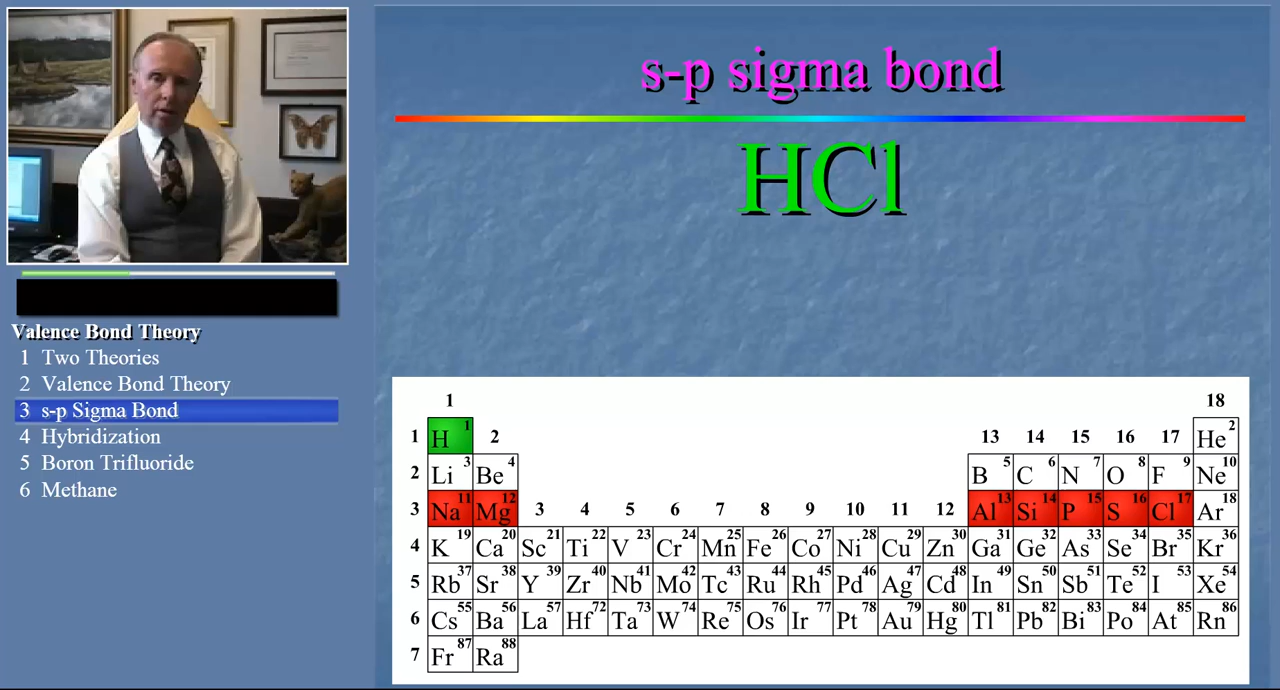 s-p sigma bond
HCl
Valence Bond Theory
1 Two Theories
2 Valence Bond Theory
3 s-p Sigma Bond
4 Hybridization
5 Boron Trifluoride
6 Methane
1 18
1 H 1 2 13 14 15 16 17 He 2
2 Li 3 Be 4 B 5 C 6 N 7 O 8 F 9 Ne 10
3 Na 11 Mg 12 3 4 5 6 7 8 9 10 11 12 Al 13 Si 14 P 15 S 16 Cl 17 Ar 18
4 K 19 Ca 20 Sc 21 Ti 22 V 23 Cr 24 Mn 25 Fe 26 Co 27 Ni 28 Cu 29 Zn 30 Ga 31 Ge 32 As 33 Se 34 Br 35 Kr 36
5 Rb 37 Sr 38 Y 39 Zr 40 Nb 41 Mo 42 Tc 43 Ru 44 Rh 45 Pd 46 Ag 47 Cd 48 In 49 Sn 50 Sb 51 Te 52 I 53 Xe 54
6 Cs 55 Ba 56 La 57 Hf 72 Ta 73 W 74 Re 75 Os 76 Ir 77 Pt 78 Au 79 Hg 80 Tl 81 Pb 82 Bi 83 Po 84 At 85 Rn 86
7 Fr 87 Ra 88